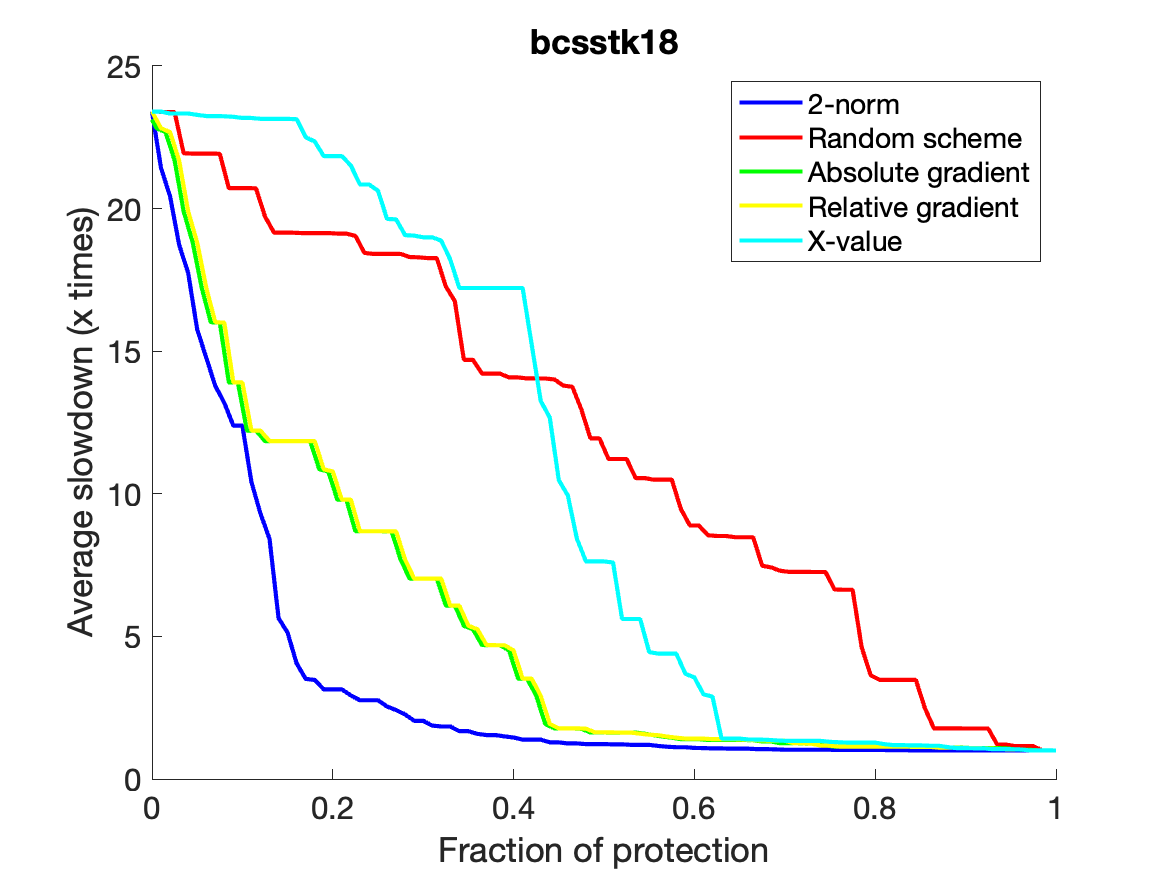 bcsstk18
25
20
15
10
5
0
Average slowdown (x times)
2-norm
Random scheme
Absolute gradient
Relative gradient
X-value
0
0.2
0.4
0.6
0.8
1
Fraction of protection